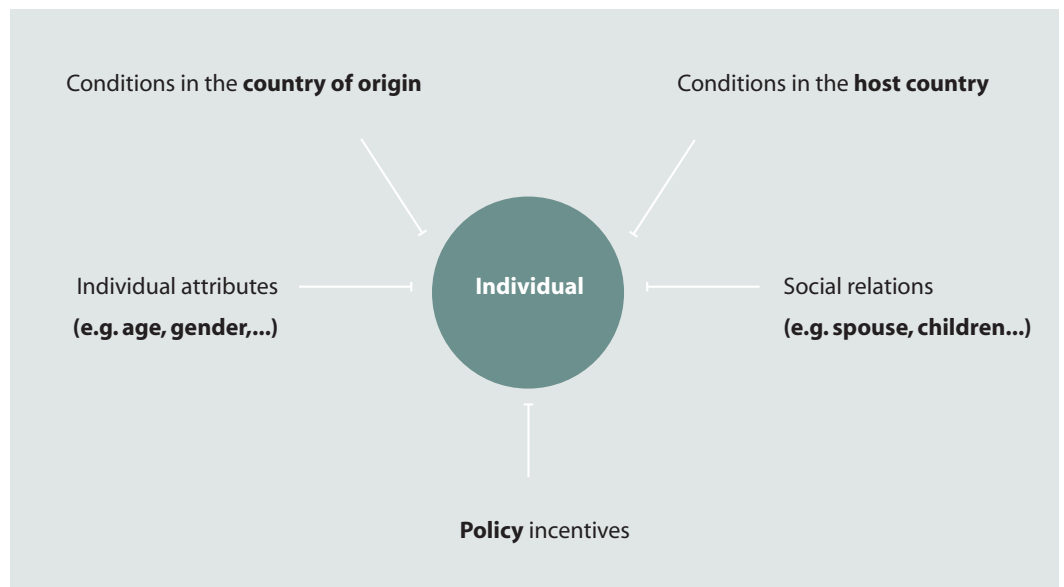 Conditions in the country of origin
Conditions in the host country
Individual attributes
(e.g. age, gender,...)
Individual
Social relations
(e.g. spouse, children...)
Policy incentives